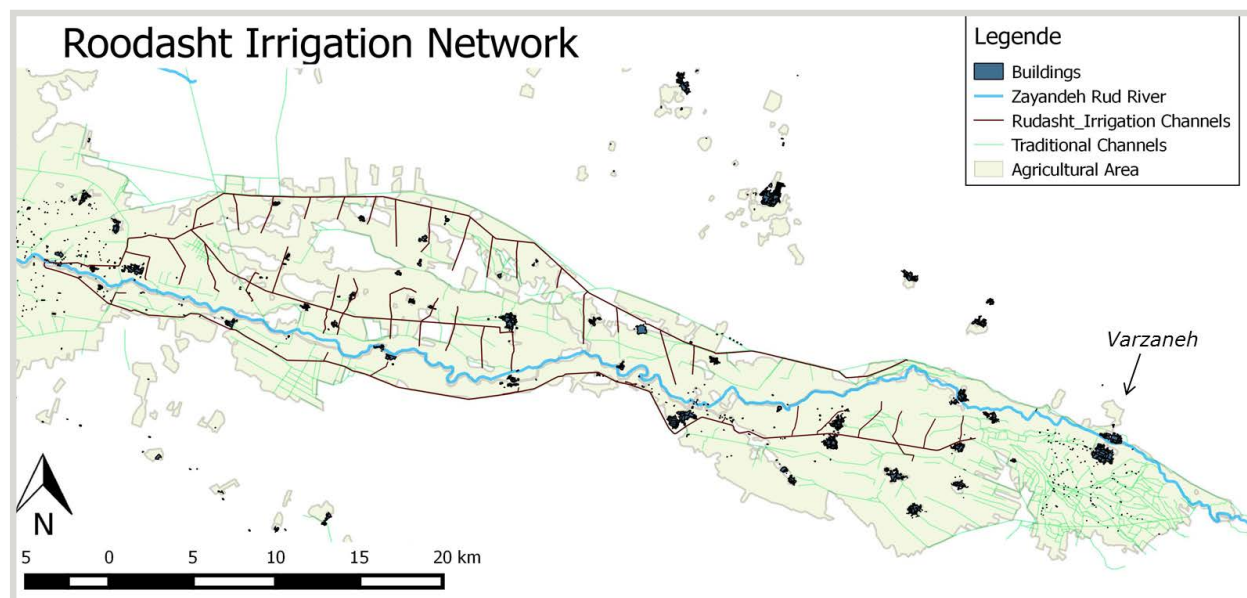 Roodasht Irrigation Network
Legende
Buildings
Zayandeh Rud River
Rudasht_Irrigation Channels
Traditional Channels
Agricultural Area
Varzaneh
N
5 0 5 10 15 20 km